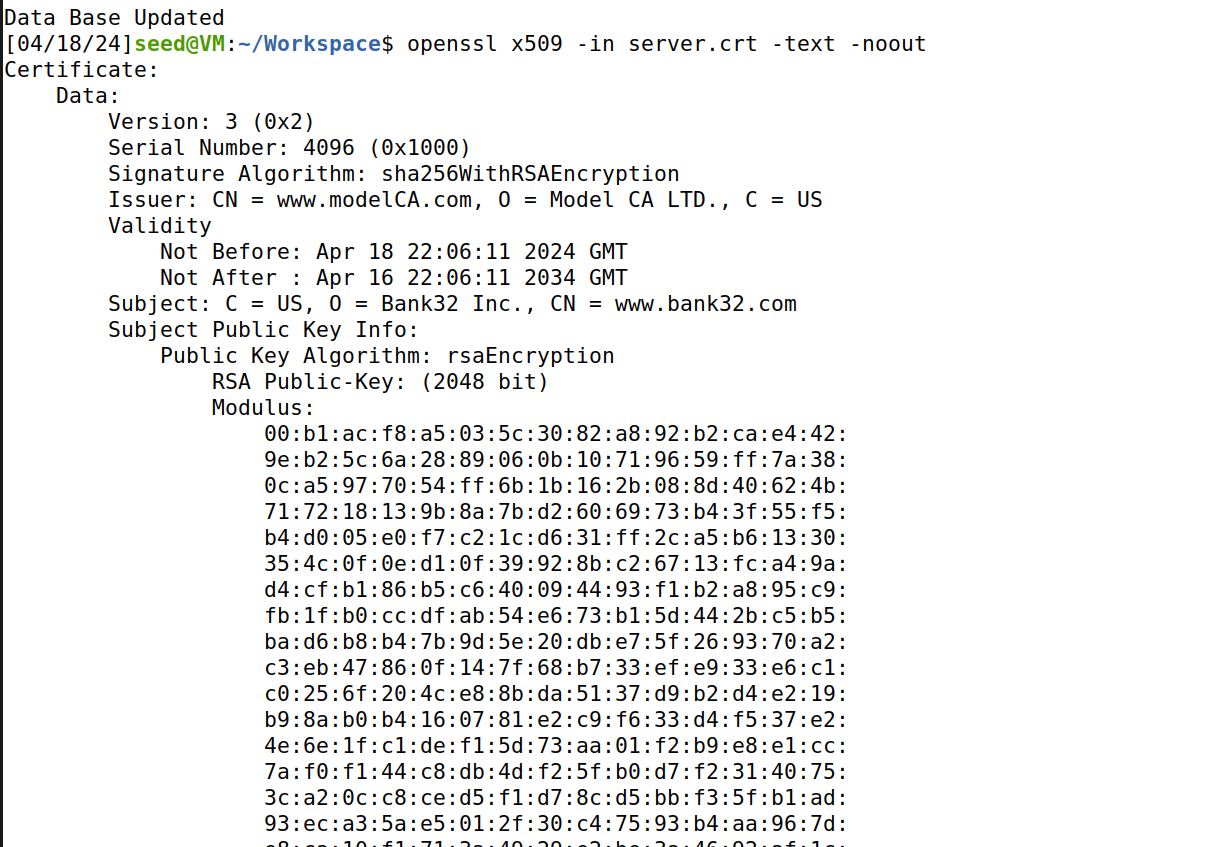 Data Base Updated
[04/18/24]seed@VM:~/Workspace$ openssl x509 -in server.crt -text -noout
Certificate:
    Data:
        Version: 3 (0x2)
        Serial Number: 4096 (0x1000)
        Signature Algorithm: sha256WithRSAEncryption
        Issuer: CN = www.modelCA.com, O = Model CA LTD., C = US
        Validity
            Not Before: Apr 18 22:06:11 2024 GMT
            Not After : Apr 16 22:06:11 2034 GMT
        Subject: C = US, O = Bank32 Inc., CN = www.bank32.com
        Subject Public Key Info:
            Public Key Algorithm: rsaEncryption
                RSA Public-Key: (2048 bit)
                Modulus:
                    00:b1:ac:f8:a5:03:5c:30:82:a8:92:b2:ca:e4:42:
                    9e:b2:5c:6a:28:89:06:0b:10:71:96:59:ff:7a:38:
                    0c:a5:97:70:54:ff:6b:1b:16:2b:08:8d:40:62:4b:
                    71:72:18:13:9b:8a:7b:d2:60:69:73:b4:3f:55:f5:
                    b4:d0:05:e0:f7:c2:1c:d6:31:ff:2c:a5:b6:13:30:
                    35:4c:0f:0e:d1:0f:39:92:8b:c2:67:13:fc:a4:9a:
                    d4:cf:b1:86:b5:c6:40:09:44:93:f1:b2:a8:95:c9:
                    fb:1f:b0:cc:df:ab:54:e6:73:b1:5d:44:2b:c5:b5:
                    ba:d6:b8:b4:7b:9d:5e:20:db:e7:5f:26:93:70:a2:
                    c3:eb:47:86:0f:14:7f:68:b7:33:ef:e9:33:e6:c1:
                    c0:25:6f:20:4c:e8:8b:da:51:37:d9:b2:d4:e2:19:
                    b9:8a:b0:b4:16:07:81:e2:c9:f6:33:d4:f5:37:e2:
                    4e:6e:1f:c1:de:f1:5d:73:aa:01:f2:b9:e8:e1:cc:
                    7a:f0:f1:44:c8:db:4d:f2:5f:b0:d7:f2:31:40:75:
                    3c:a2:0c:c8:ce:d5:f1:d7:8c:d5:bb:f3:5f:b1:ad:
                    93:ec:a3:5a:e5:01:2f:30:c4:75:93:b4:aa:96:7d: